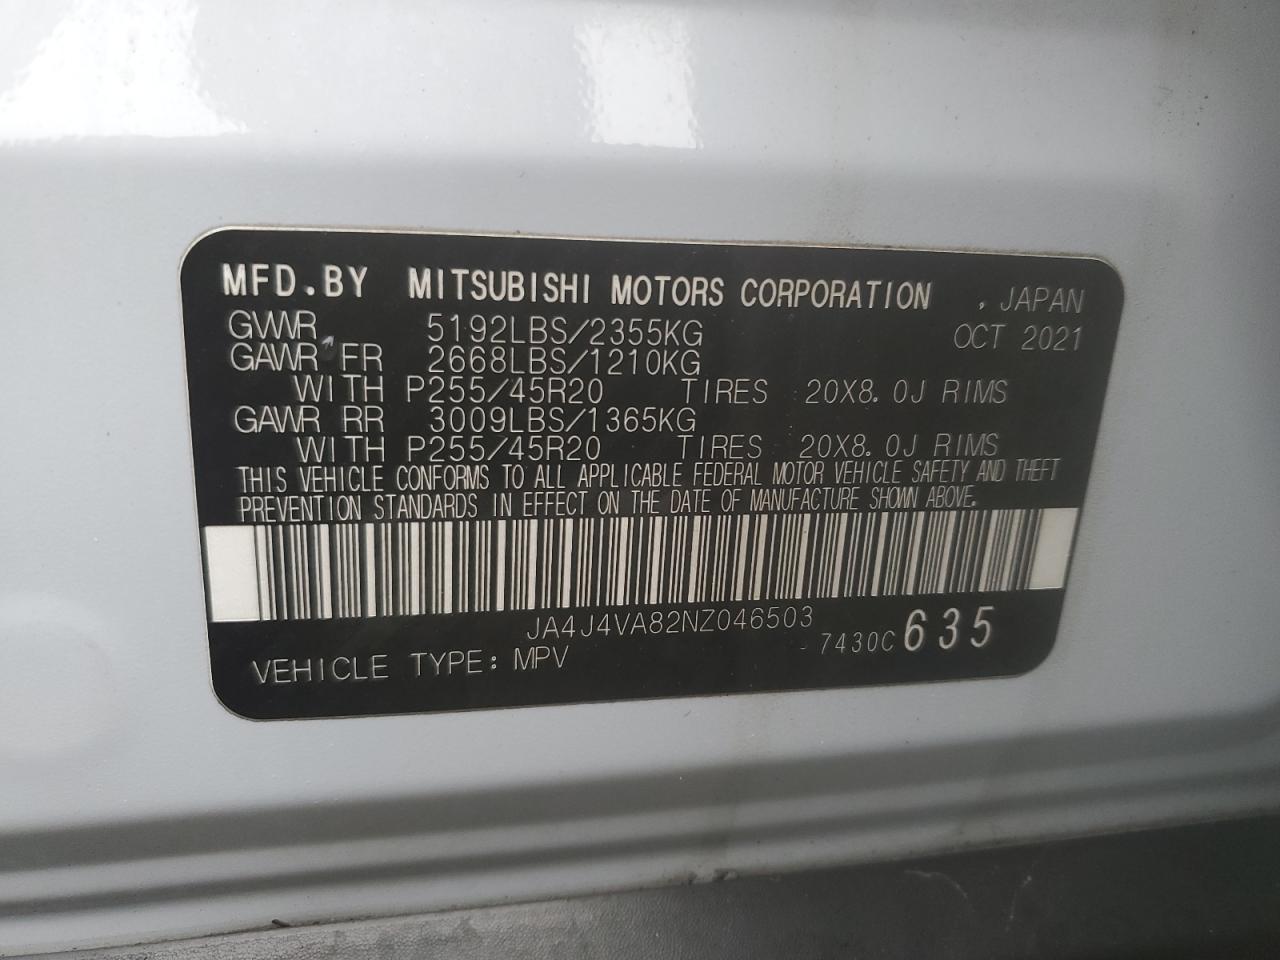 MFD.BY MITSUBISHI MOTORS CORPORATION , JAPAN
GVWR 5192LBS/2355KG OCT 2021
GAWR FR 2668LBS/1210KG
WITH P255/45R20 TIRES 20X8.0J RIMS
GAWR RR 3009LBS/1365KG
WITH P255/45R20 TIRES 20X8.0J RIMS
THIS VEHICLE CONFORMS TO ALL APPLICABLE FEDERAL MOTOR VEHICLE SAFETY AND THEFT
PREVENTION STANDARDS IN EFFECT ON THE DATE OF MANUFACTURE SHOWN ABOVE.
JA4J4VA82NZ046503
VEHICLE TYPE: MPV - 7430C 635